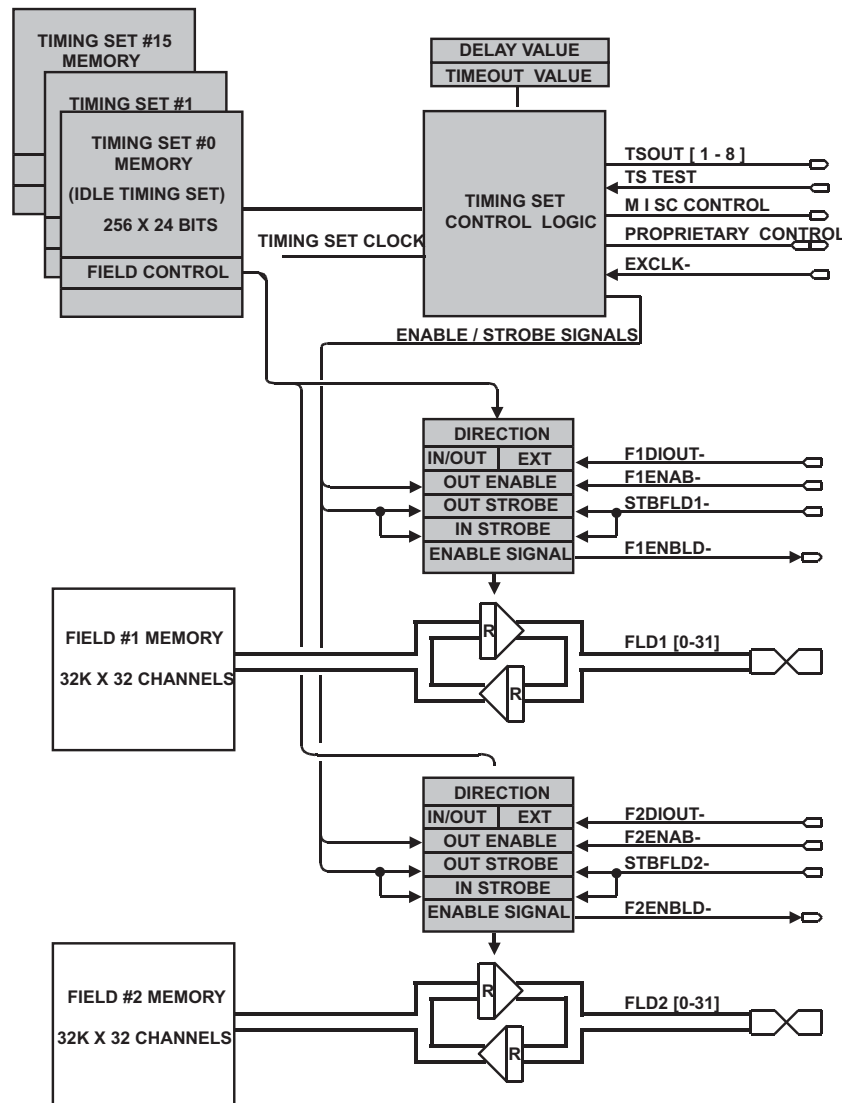 TIMING SET #15
MEMORY
TIMING SET #1
TIMING SET #0
MEMORY
(IDLE TIMING SET)
256 X 24 BITS
FIELD CONTROL
DELAY VALUE
TIMEOUT VALUE
TIMING SET
CONTROL LOGIC
TIMING SET CLOCK
TSOUT [ 1 - 8 ]
TS TEST
M I SC CONTROL
PROPRIETARY CONTROL
EXCLK-
ENABLE / STROBE SIGNALS
DIRECTION
IN/OUT EXT
OUT ENABLE
OUT STROBE
IN STROBE
ENABLE SIGNAL
F1DIOUT-
F1ENAB-
STBFLD1-
F1ENBLD-
FIELD #1 MEMORY
32K X 32 CHANNELS
R
R
FLD1 [0-31]
DIRECTION
IN/OUT EXT
OUT ENABLE
OUT STROBE
IN STROBE
ENABLE SIGNAL
F2DIOUT-
F2ENAB-
STBFLD2-
F2ENBLD-
FIELD #2 MEMORY
32K X 32 CHANNELS
R
R
FLD2 [0-31]